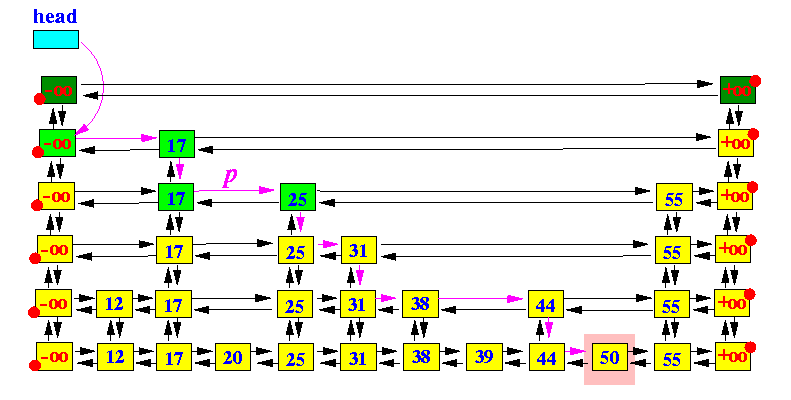 head
-oo +oo
-oo 17 +oo
p
-oo 17 25 55 +oo
-oo 17 25 31 55 +oo
-oo 12 17 25 31 38 44 55 +oo
-oo 12 17 20 25 31 38 39 44 50 55 +oo